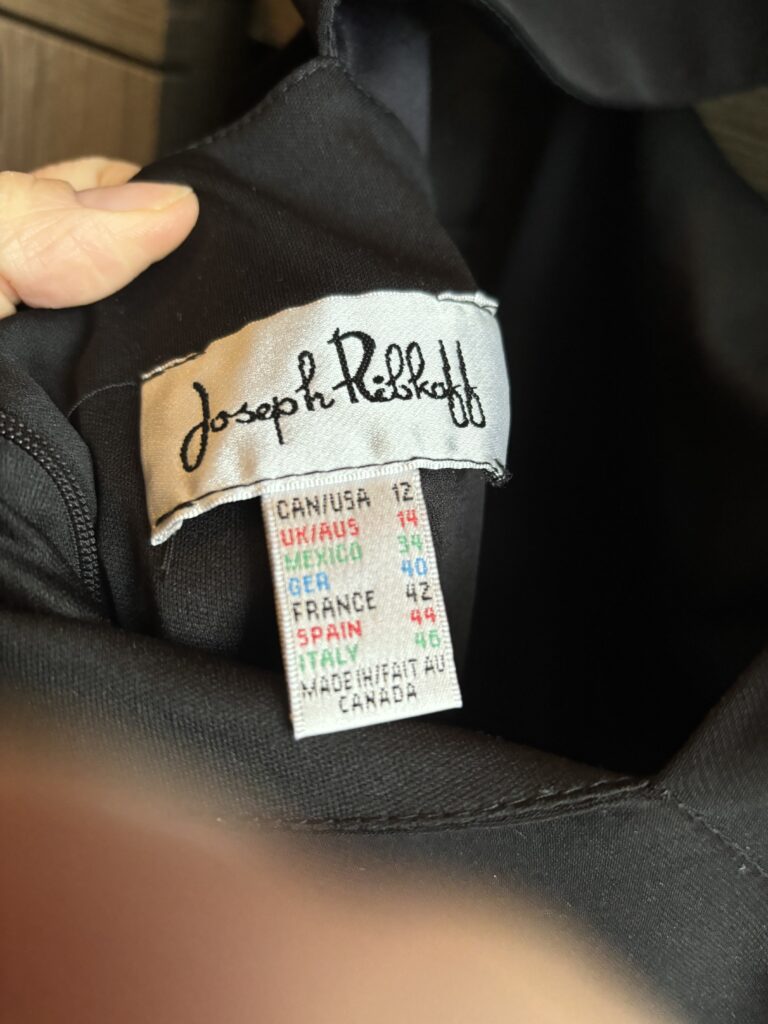 Joseph Ribkoff
CAN/USA 12
UK/AUS 14
MEXICO 34
GER 40
FRANCE 42
SPAIN 44
ITALY 46
MADE IN/FAIT AU
CANADA